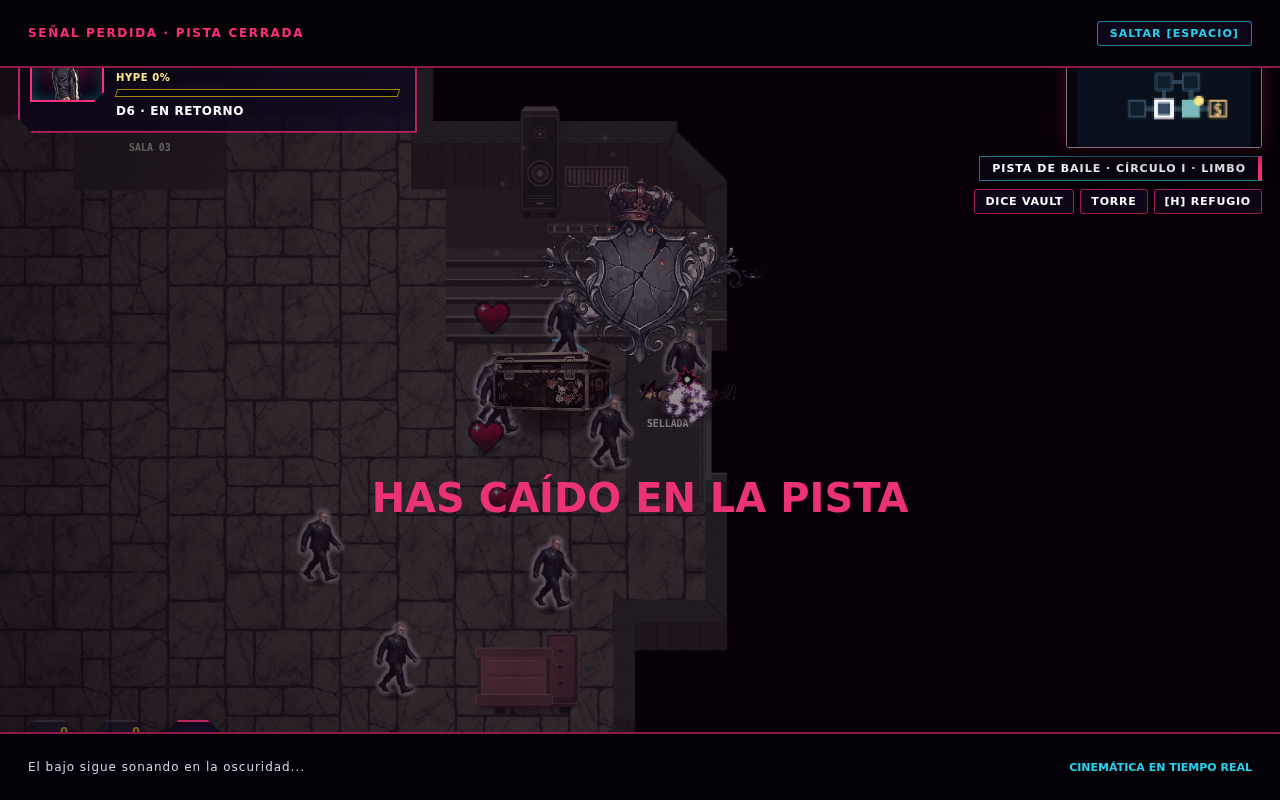 SEÑAL PERDIDA · PISTA CERRADA
SALTAR [ESPACIO]
HYPE 0%
D6 · EN RETORNO
SALA 03
$
PISTA DE BAILE · CÍRCULO I · LIMBO
DICE VAULT
TORRE
[H] REFUGIO
SELLADA
HAS CAÍDO EN LA PISTA
El bajo sigue sonando en la oscuridad...
CINEMÁTICA EN TIEMPO REAL